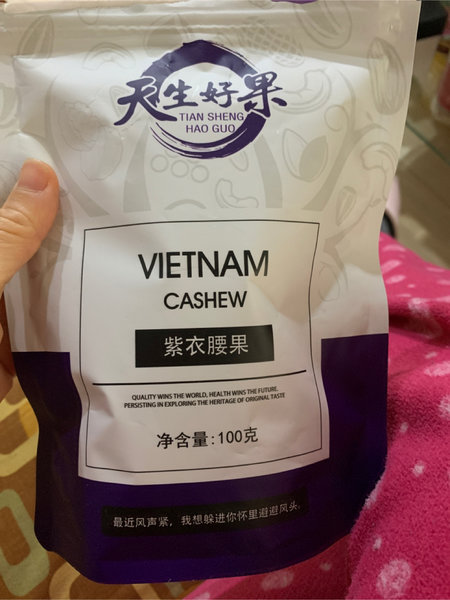 天生好果
TIAN SHENG
HAO GUO
VIETNAM
CASHEW
紫衣腰果
QUALITY WINS THE WORLD, HEALTH WINS THE FUTURE.
PERSISTING IN EXPLORING THE HERITAGE OF ORIGINAL TASTE
净含量:100克
最近风声紧，我想躲进你怀里避避风头。